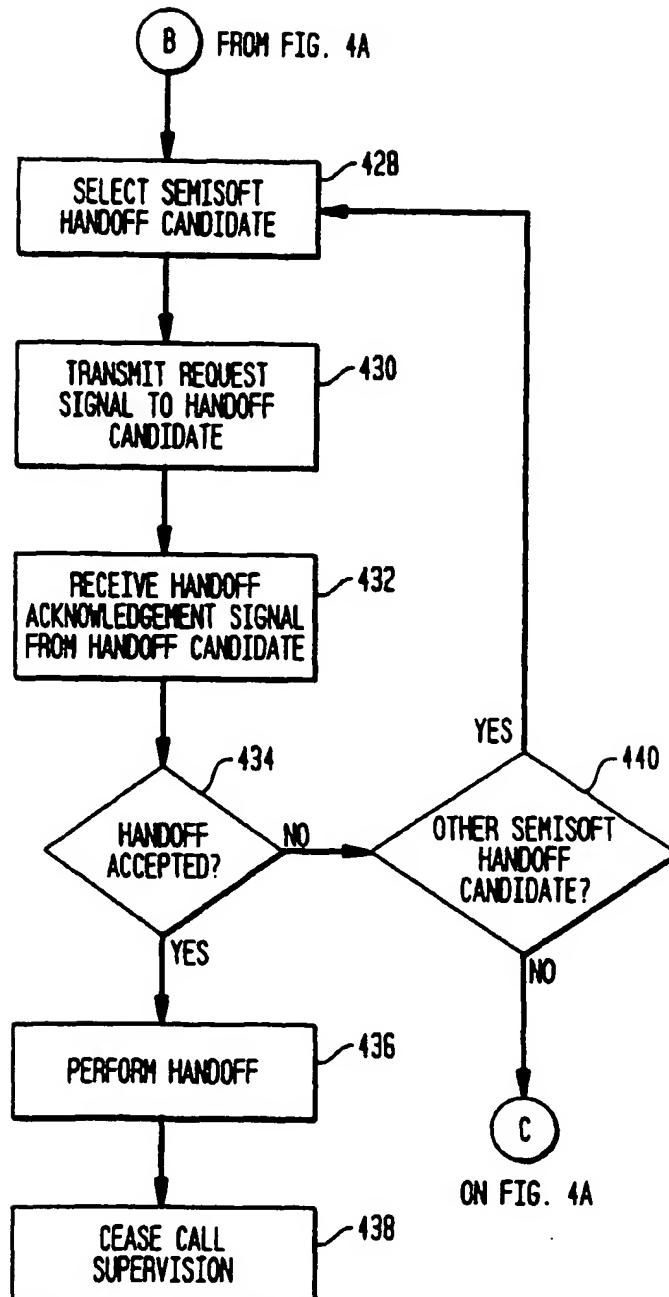 B FROM FIG. 4A
428
SELECT SEMISOFT
HANDOFF CANDIDATE
430
TRANSMIT REQUEST
SIGNAL TO HANDOFF
CANDIDATE
432
RECEIVE HANDOFF
ACKNOWLEDGEMENT SIGNAL
FROM HANDOFF CANDIDATE
434
HANDOFF
ACCEPTED?
NO
YES
YES
440
OTHER SEMISOFT
HANDOFF
CANDIDATE?
NO
436
PERFORM HANDOFF
C
ON FIG. 4A
438
CEASE CALL
SUPERVISION